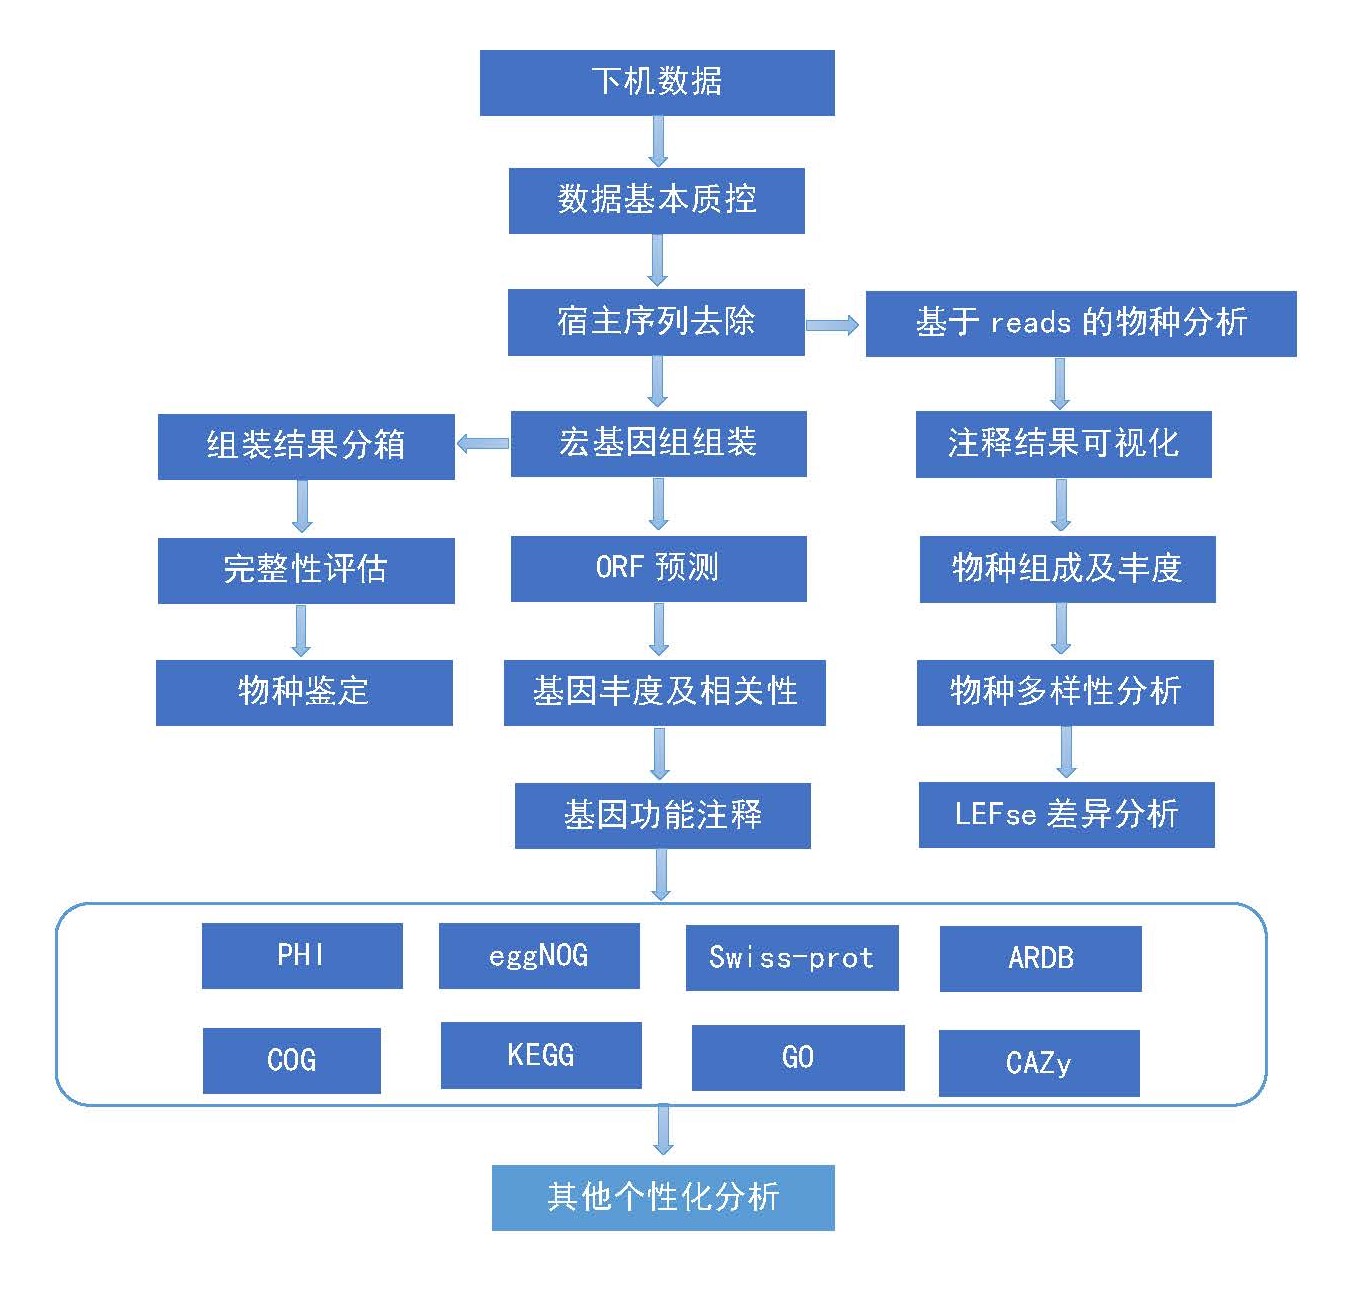 下机数据
数据基本质控
宿主序列去除
基于 reads 的物种分析
组装结果分箱
宏基因组组装
注释结果可视化
完整性评估
ORF 预测
物种组成及丰度
物种鉴定
基因丰度及相关性
物种多样性分析
基因功能注释
LEFse 差异分析
PHI
eggNOG
Swiss-prot
ARDB
COG
KEGG
GO
CAZy
其他个性化分析